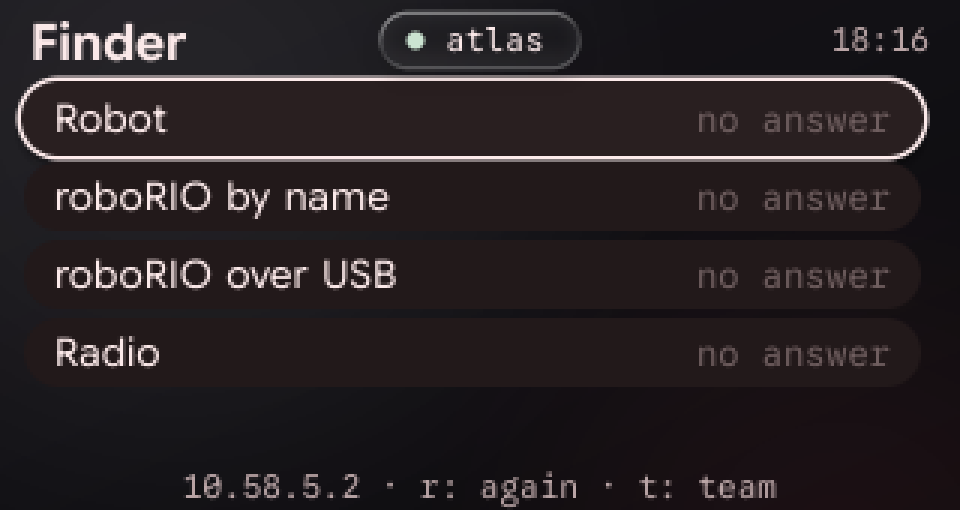 Finder
atlas
18:16
Robot no answer
roboRIO by name no answer
roboRIO over USB no answer
Radio no answer
10.58.5.2 · r: again · t: team